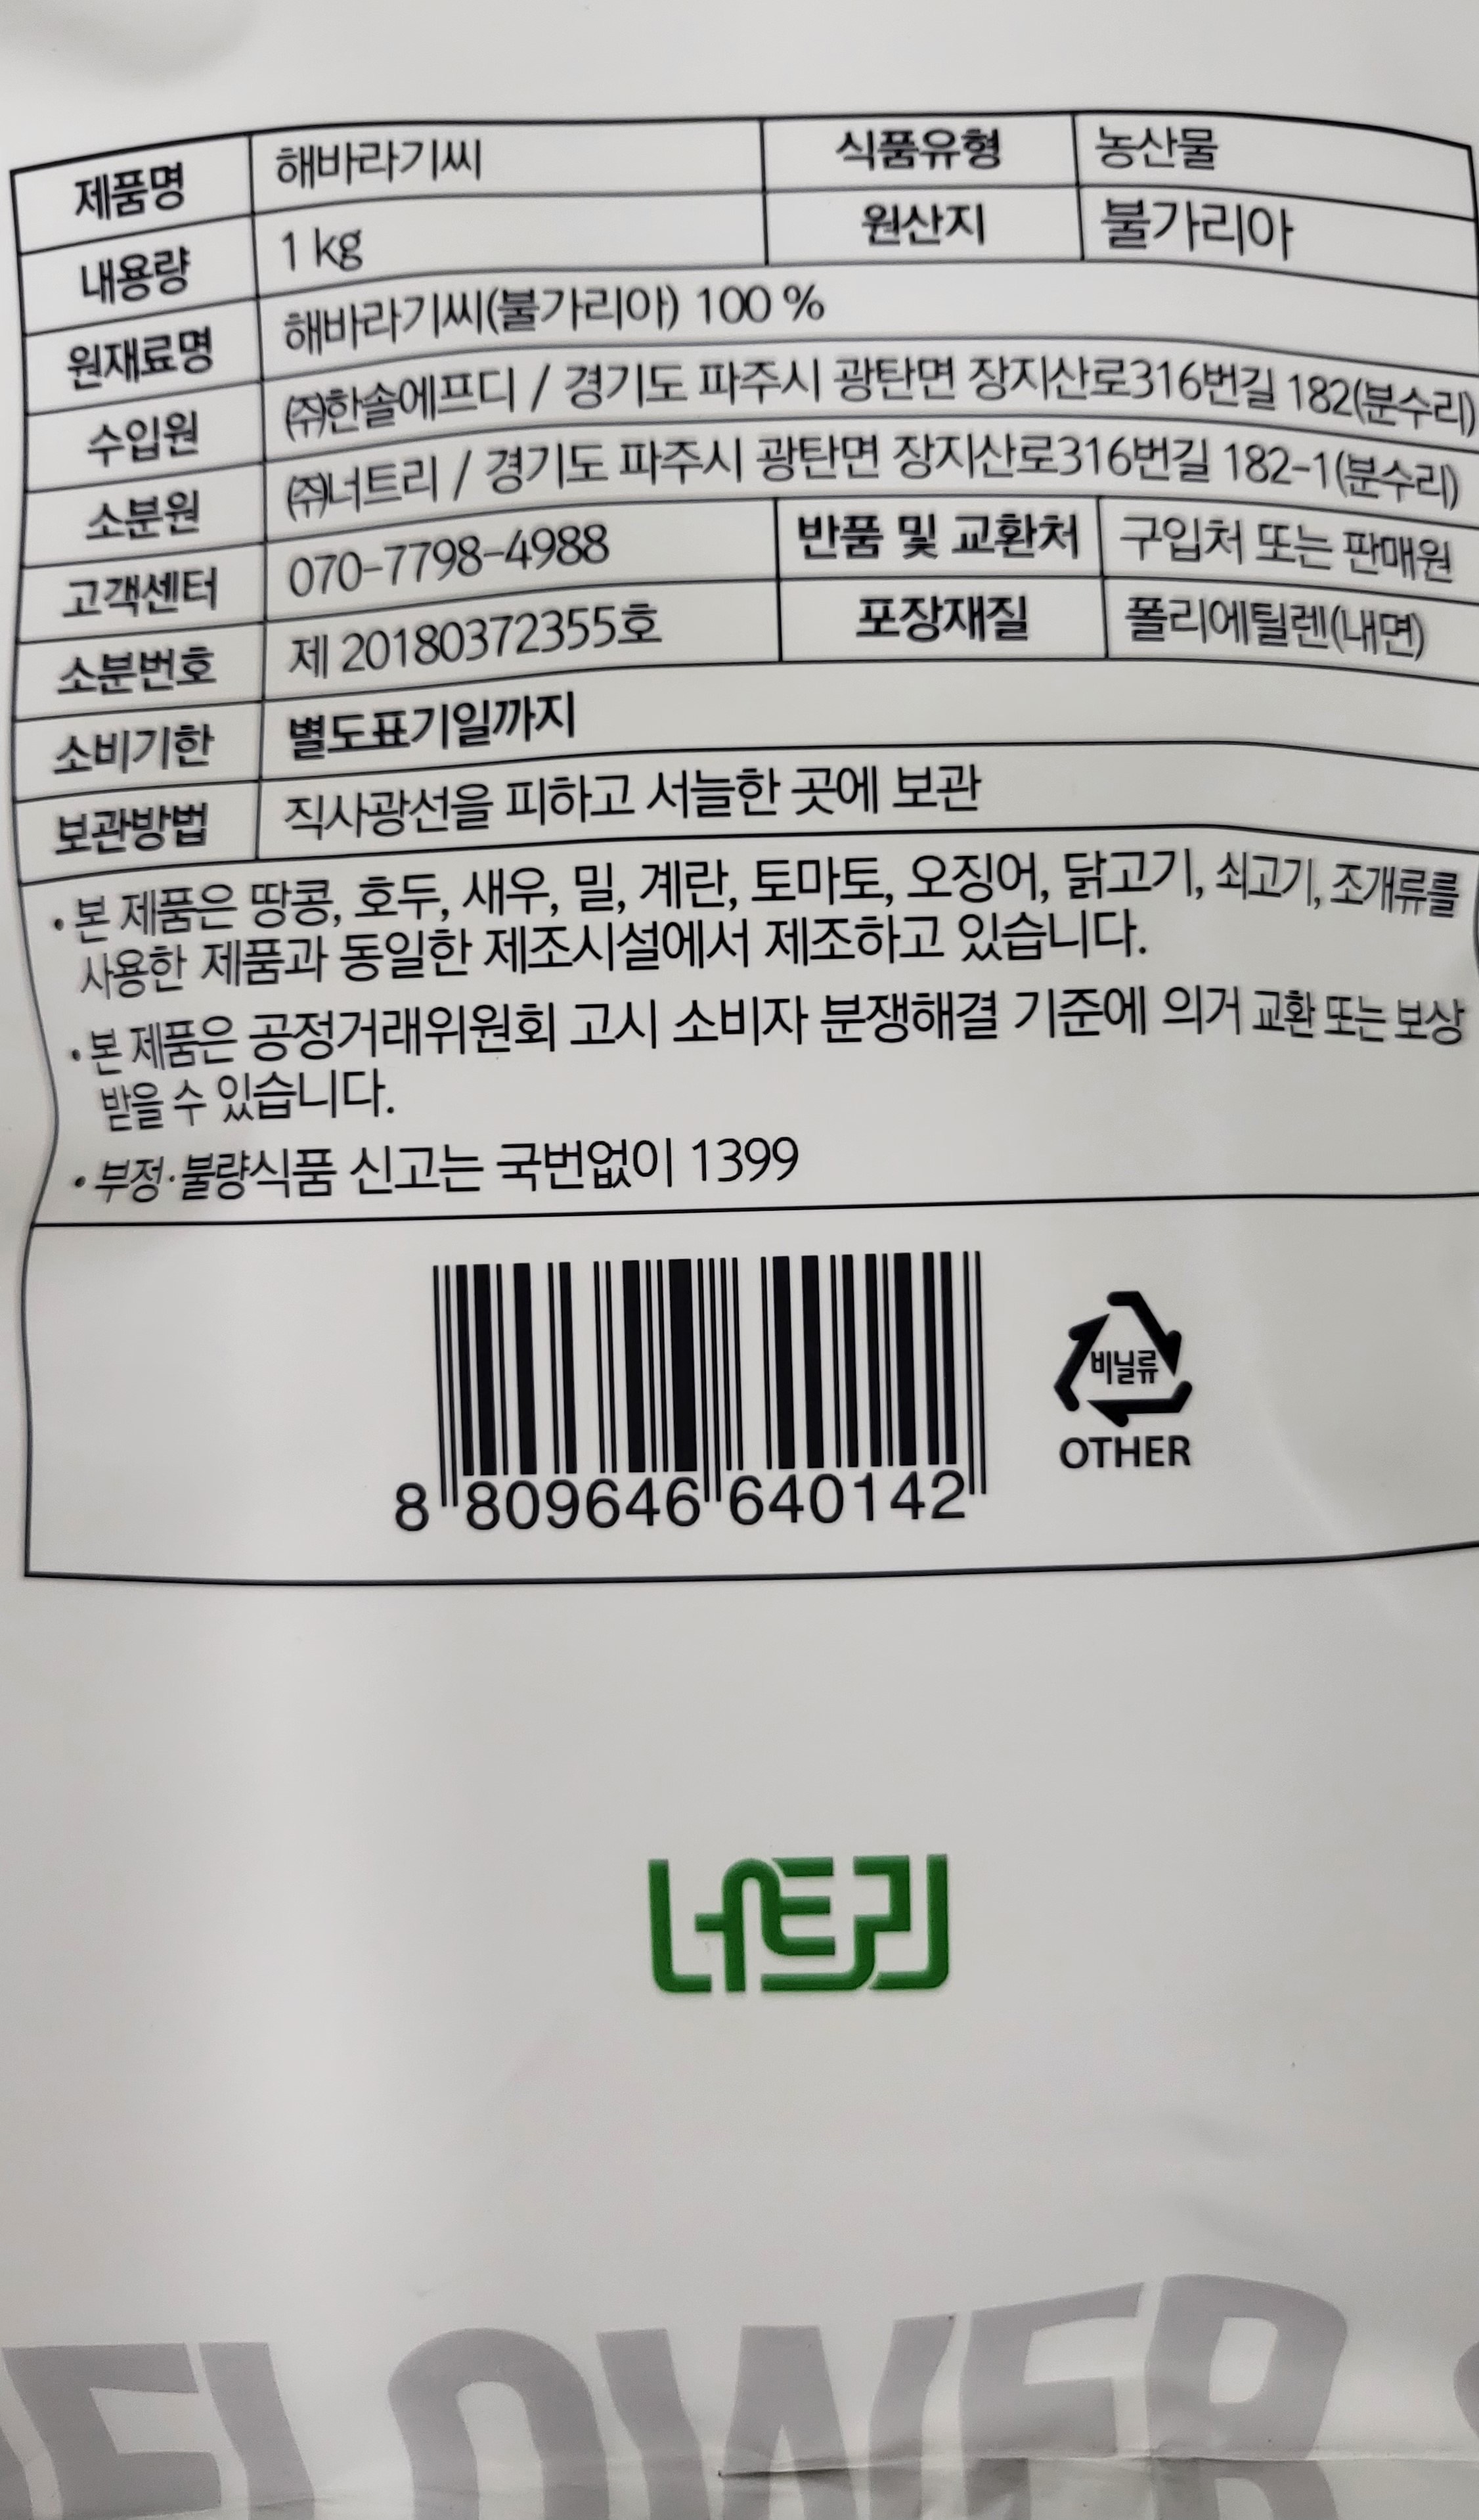 제품명 해바라기씨 식품유형 농산물
내용량 1 kg 원산지 불가리아
원재료명 해바라기씨(불가리아) 100 %
수입원 ㈜한솔에프디 / 경기도 파주시 광탄면 장지산로316번길 182(분수리)
소분원 ㈜너트리 / 경기도 파주시 광탄면 장지산로316번길 182-1(분수리)
고객센터 070-7798-4988 반품 및 교환처 구입처 또는 판매원
소분번호 제 20180372355호 포장재질 폴리에틸렌(내면)
소비기한 별도표기일까지
보관방법 직사광선을 피하고 서늘한 곳에 보관
• 본 제품은 땅콩, 호두, 새우, 밀, 계란, 토마토, 오징어, 닭고기, 쇠고기, 조개류를
사용한 제품과 동일한 제조시설에서 제조하고 있습니다.
• 본 제품은 공정거래위원회 고시 소비자 분쟁해결 기준에 의거 교환 또는 보상
받을 수 있습니다.
• 부정·불량식품 신고는 국번없이 1399
비닐류
OTHER
8 809646 640142
너트리
FLOWER